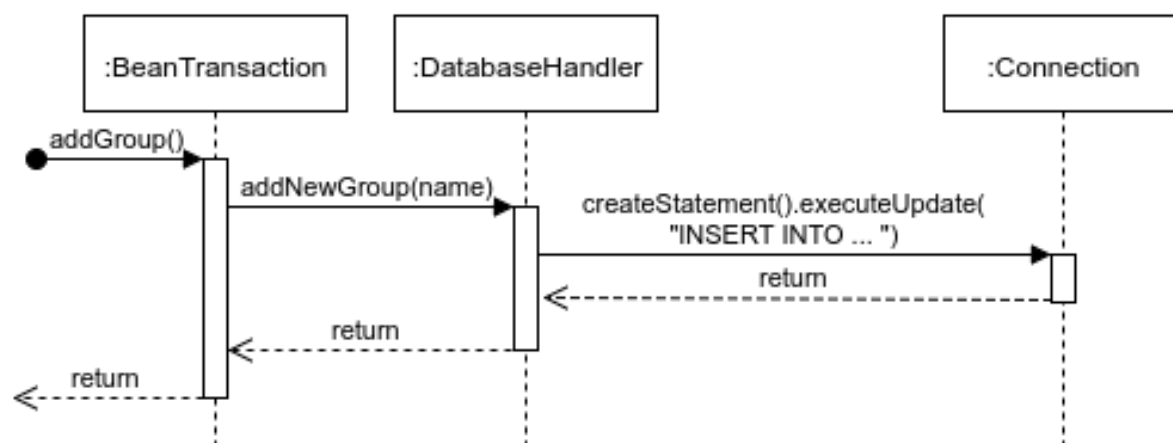 :BeanTransaction
:DatabaseHandler
:Connection
addGroup()
addNewGroup(name)
createStatement().executeUpdate(
"INSERT INTO ... ")
return
return
return